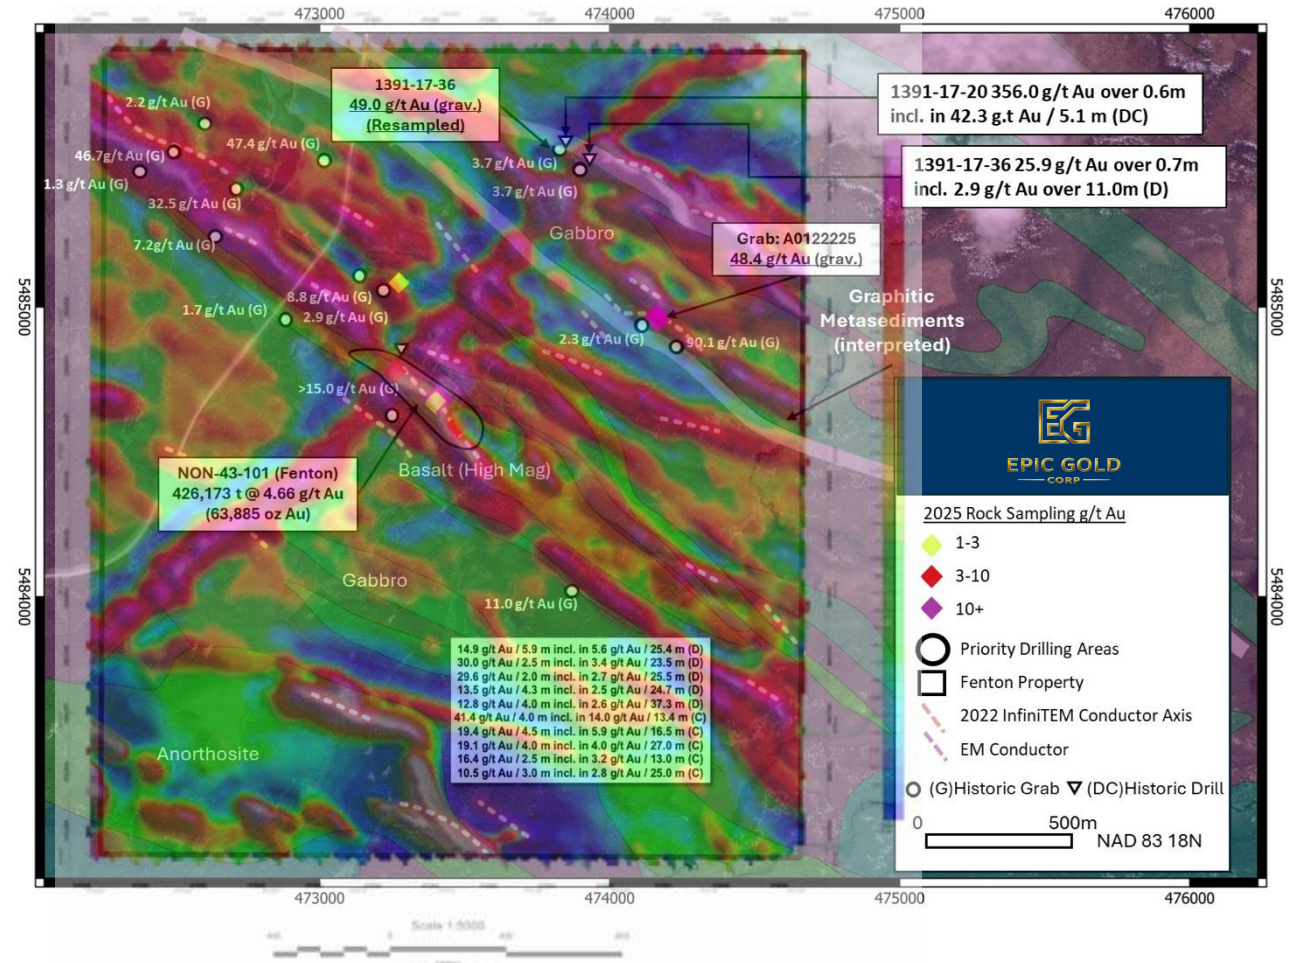 473000
474000
475000
476000
1391-17-36
49.0 g/t Au (grav.)
(Resampled)
1391-17-20 356.0 g/t Au over 0.6m
incl. in 42.3 g.t Au / 5.1 m (DC)
1391-17-36 25.9 g/t Au over 0.7m
incl. 2.9 g/t Au over 11.0m (D)
2.2 g/t Au (G)
47.4 g/t Au (G)
46.7g/t Au (G)
1.3 g/t Au (G)
32.5 g/t Au (G)
7.2g/t Au (G)
3.7 g/t Au (G)
3.7 g/t Au (G)
Gabbro
Grab: A0122225
48.4 g/t Au (grav.)
8.8 g/t Au (G)
2.9 g/t Au (G)
1.7 g/t Au (G)
2.3 g/t Au (G)
90.1 g/t Au (G)
Graphitic
Metasediments
(interpreted)
5485000
5485000
>15.0 g/t Au (G)
NON-43-101 (Fenton)
426,173 t @ 4.66 g/t Au
(63,885 oz Au)
Basalt (High Mag)
Gabbro
11.0 g/t Au (G)
5484000
5484000
14.9 g/t Au / 5.9 m incl. in 5.6 g/t Au / 25.4 m (D)
30.0 g/t Au / 2.5 m incl. in 3.4 g/t Au / 23.5 m (D)
29.6 g/t Au / 2.0 m incl. in 2.7 g/t Au / 25.5 m (D)
13.5 g/t Au / 4.3 m incl. in 2.5 g/t Au / 24.7 m (D)
12.8 g/t Au / 4.0 m incl. in 2.6 g/t Au / 37.3 m (D)
41.4 g/t Au / 4.0 m incl. in 14.0 g/t Au / 13.4 m (C)
19.4 g/t Au / 4.5 m incl. in 5.9 g/t Au / 16.5 m (C)
19.1 g/t Au / 4.0 m incl. in 4.0 g/t Au / 27.0 m (C)
16.4 g/t Au / 2.5 m incl. in 3.2 g/t Au / 13.0 m (C)
10.5 g/t Au / 3.0 m incl. in 2.8 g/t Au / 25.0 m (C)
Anorthosite
EG
EPIC GOLD
CORP
2025 Rock Sampling g/t Au
1-3
3-10
10+
Priority Drilling Areas
Fenton Property
2022 InfiniTEM Conductor Axis
EM Conductor
(G)Historic Grab
(DC)Historic Drill
0 500m
NAD 83 18N
473000
474000
475000
476000
Scale 1:5000